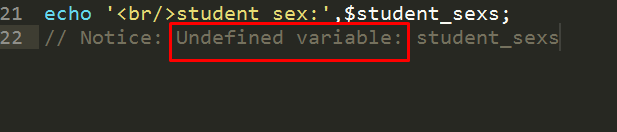 21 echo '<br/>student sex:',$student_sexs;
22 // Notice: Undefined variable: student_sexs